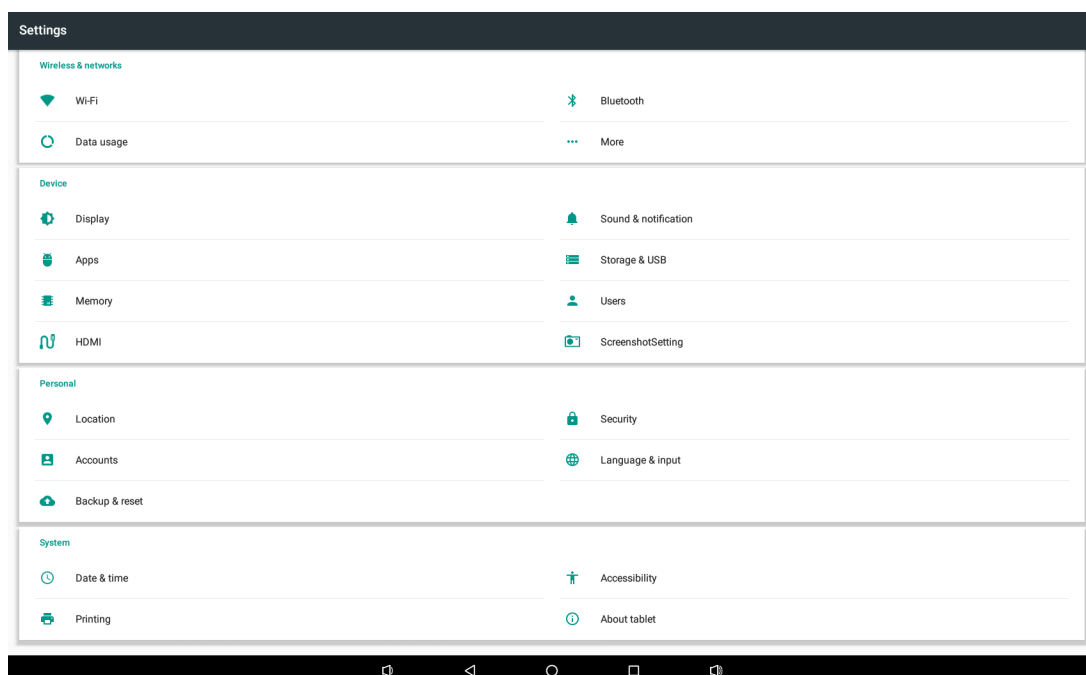 Settings
Wireless & networks
Wi-Fi
Bluetooth
Data usage
More
Device
Display
Sound & notification
Apps
Storage & USB
Memory
Users
HDMI
ScreenshotSetting
Personal
Location
Security
Accounts
Language & input
Backup & reset
System
Date & time
Accessibility
Printing
About tablet